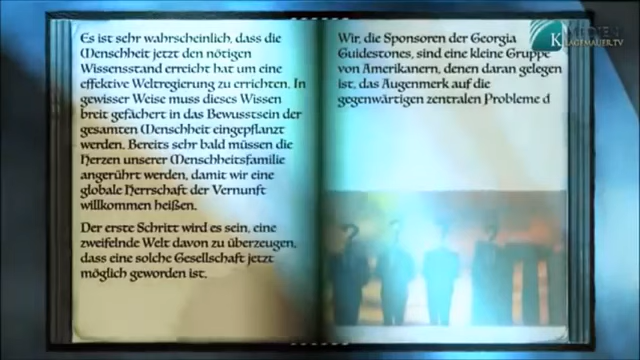 Es ist sehr wahrscheinlich, dass die
Menschheit jetzt den nötigen
Wissensstand erreicht hat um eine
effektive Weltregierung zu errichten. In
gewisser Weise muss dieses Wissen
breit gefächert in das Bewusstsein der
gesamten Menschheit eingepflanzt
werden. Bereits sehr bald müssen die
Herzen unserer Menschheitsfamilie
angerührt werden, damit wir eine
globale Herrschaft der Vernunft
willkommen heißen.
Der erste Schritt wird es sein, eine
zweifelnde Welt davon zu überzeugen,
dass eine solche Gesellschaft jetzt
möglich geworden ist.
Wir, die Sponsoren der Georgia
Guidestones, sind eine kleine Gruppe
von Amerikanern, denen daran gelegen
ist, das Augenmerk auf die
gegenwärtigen zentralen Probleme d
KLAGEMAUER.TV